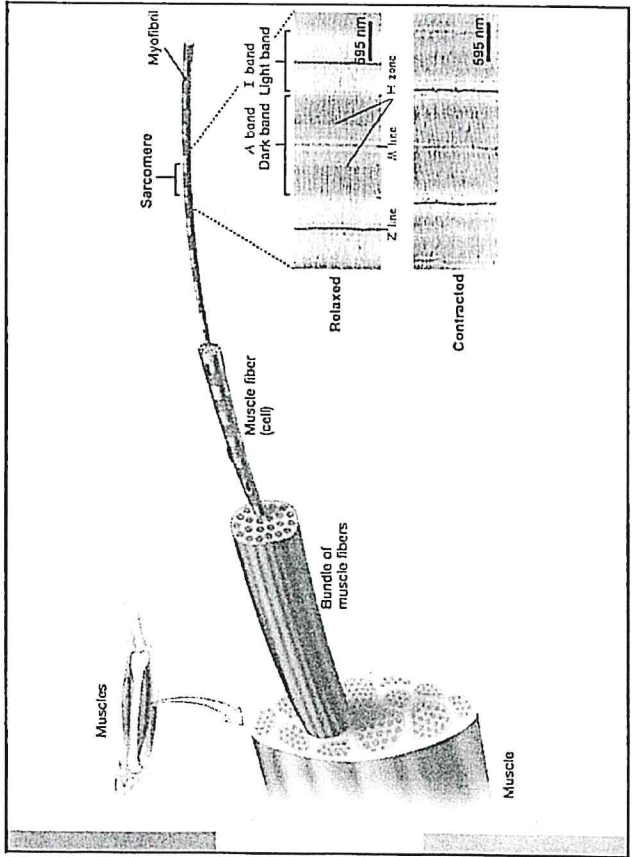 Muscles
Muscle
Bundle of
muscle fibers
Muscle fiber
(cell)
Sarcomere
Myofibril
A band
Dark band
I band
Light band
Relaxed
595 nm
Z line
M line
H zone
Contracted
595 nm